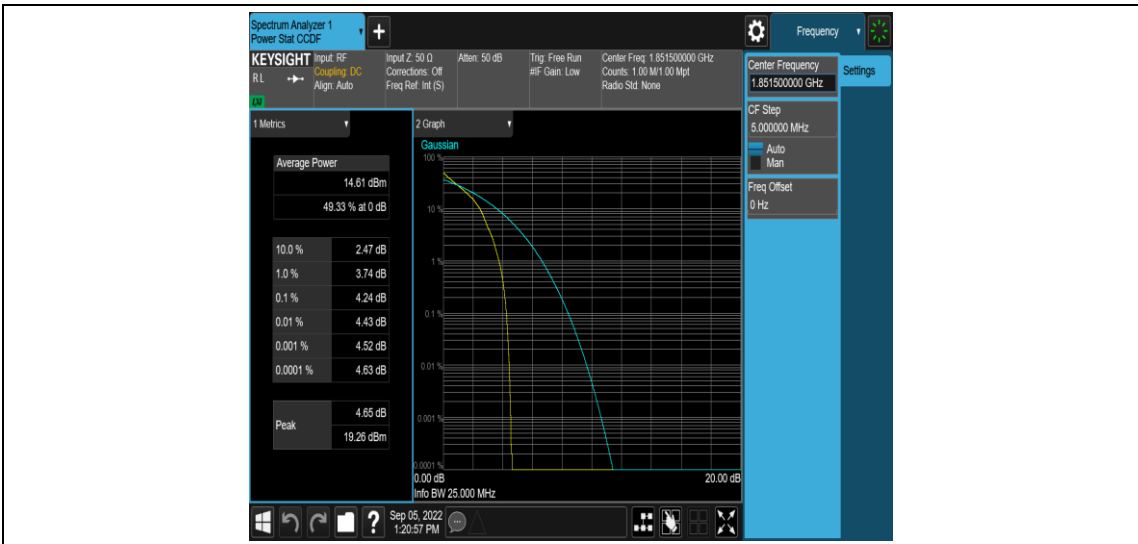 Spectrum Analyzer 1
Power Stat CCDF
+
Frequency
KEYSIGHT
RL
LXI
Input: RF
Coupling: DC
Align: Auto
Input Z: 50 Ω
Corrections: Off
Freq Ref: Int (S)
Atten: 50 dB
Trig: Free Run
#IF Gain: Low
Center Freq: 1.851500000 GHz
Counts: 1.00 M/1.00 Mpt
Radio Std: None
Center Frequency
1.851500000 GHz
Settings
CF Step
5.000000 MHz
Auto
Man
Freq Offset
0 Hz
1 Metrics
Average Power
14.61 dBm
49.33 % at 0 dB
10.0 % 2.47 dB
1.0 % 3.74 dB
0.1 % 4.24 dB
0.01 % 4.43 dB
0.001 % 4.52 dB
0.0001 % 4.63 dB
Peak
4.65 dB
19.26 dBm
2 Graph
Gaussian
100 %
10 %
1 %
0.1 %
0.01 %
0.001 %
0.0001 %
0.00 dB 20.00 dB
Info BW 25.000 MHz
?
Sep 05, 2022
1:20:57 PM